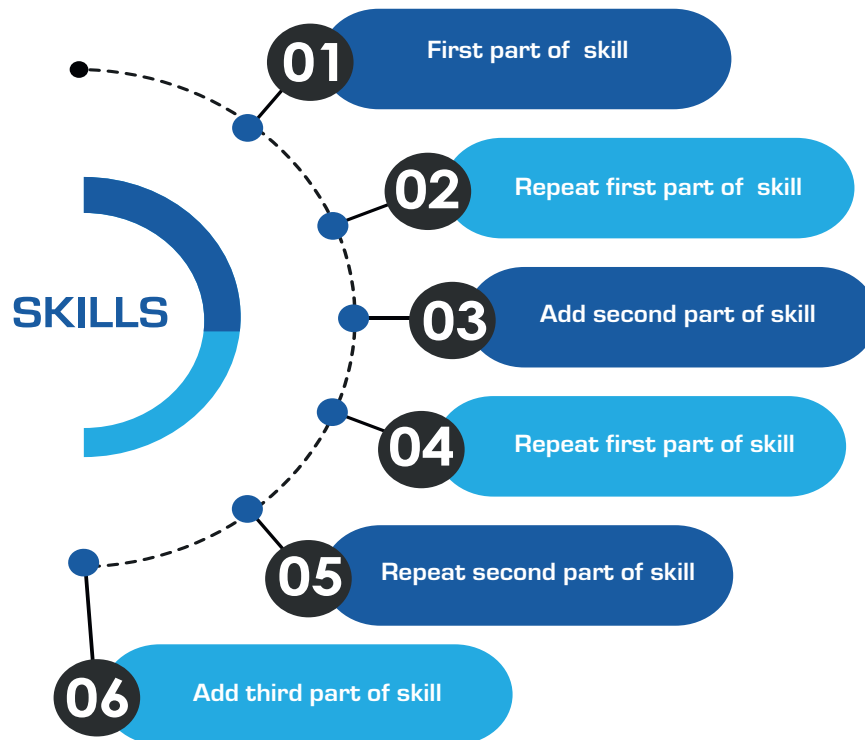 SKILLS
01
First part of skill
02
Repeat first part of skill
03
Add second part of skill
04
Repeat first part of skill
05
Repeat second part of skill
06
Add third part of skill